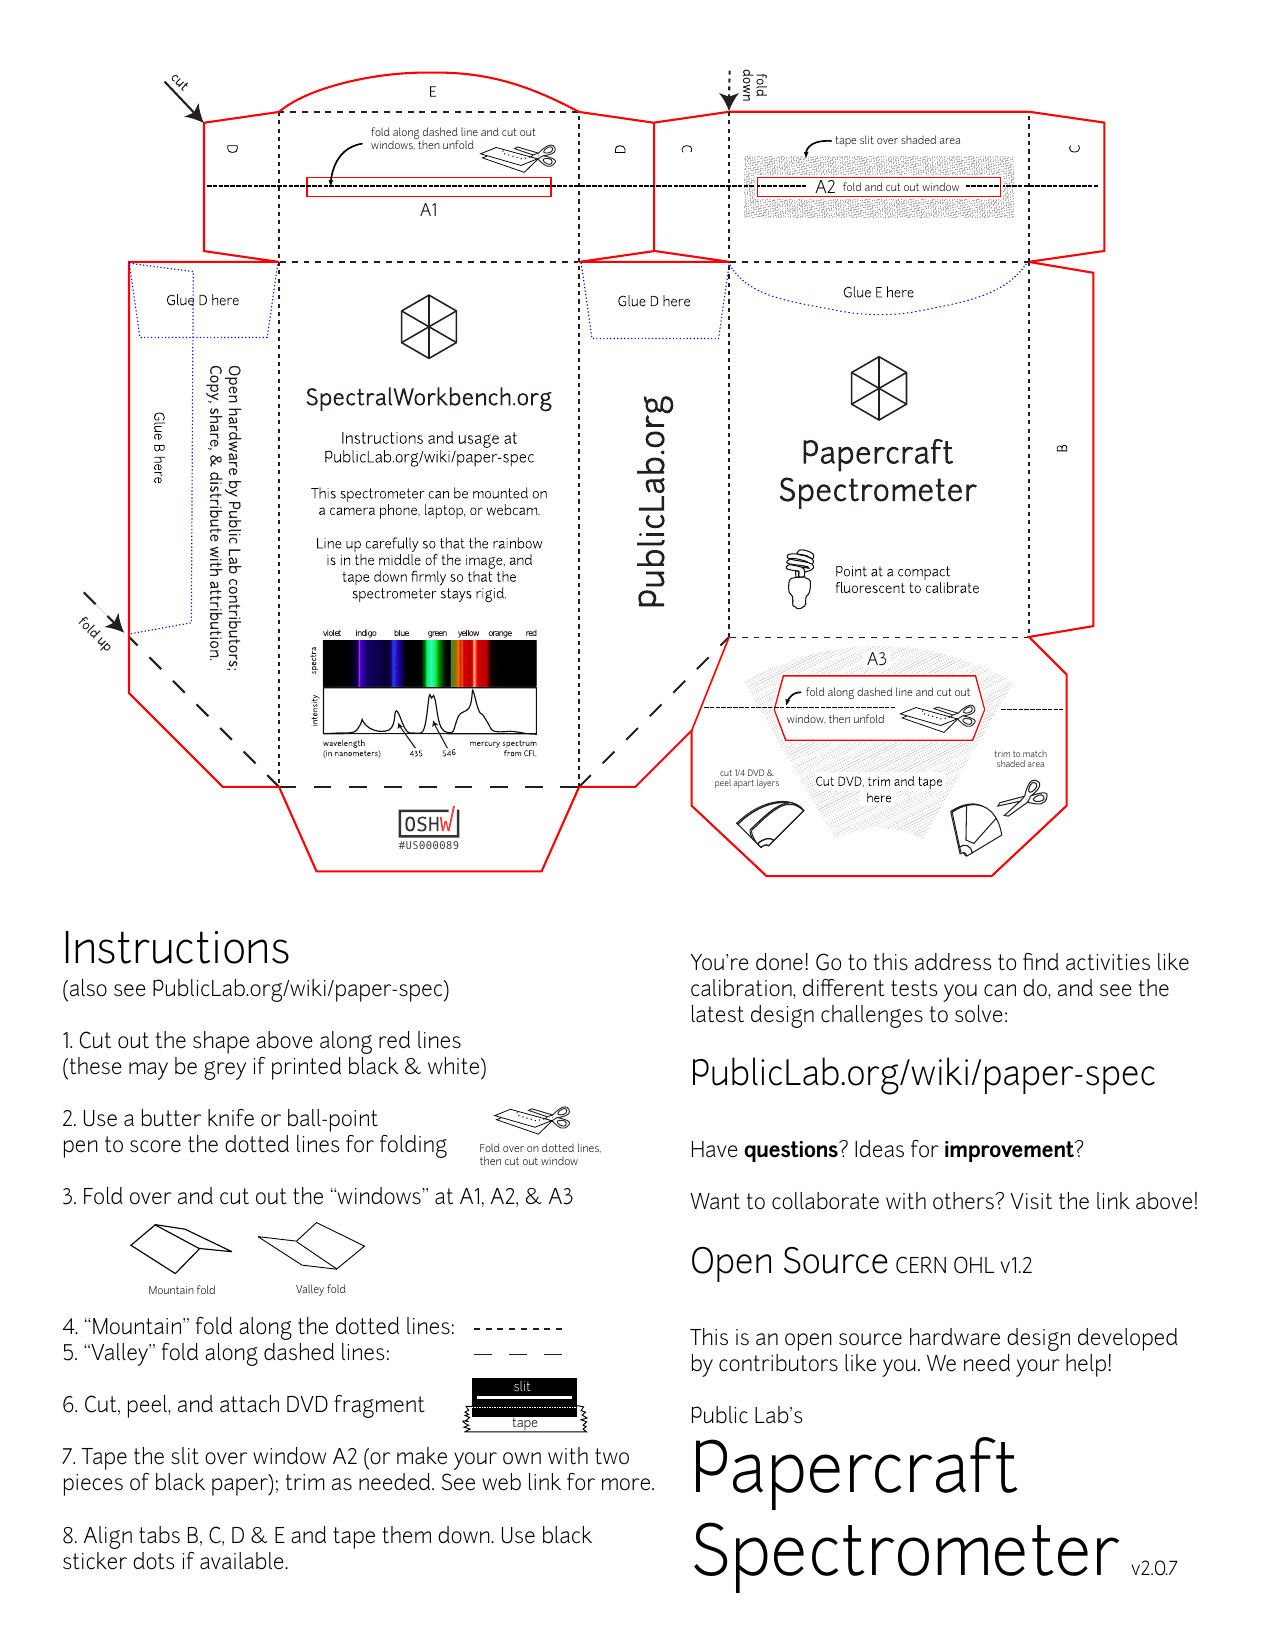 cut
E
fold down
D
fold along dashed line and cut out
windows, then unfold
D
C
tape slit over shaded area
C
A2 fold and cut out window
A1
Glue D here
Glue D here
Glue E here
Glue B here
Open hardware by Public Lab contributors;
Copy, share, & distribute with attribution.
SpectralWorkbench.org
Instructions and usage at
PublicLab.org/wiki/paper-spec
This spectrometer can be mounted on
a camera phone, laptop, or webcam.
Line up carefully so that the rainbow
is in the middle of the image, and
tape down firmly so that the
spectrometer stays rigid.
PublicLab.org
Papercraft
Spectrometer
Point at a compact
fluorescent to calibrate
B
fold up
violet indigo blue green yellow orange red
spectra
intensity
wavelength
(in nanometers)
435
546
mercury spectrum
from CFL
OSHW
#US000089
A3
fold along dashed line and cut out
window, then unfold
cut 1/4 DVD &
peel apart layers
Cut DVD, trim and tape
here
trim to match
shaded area
Instructions
(also see PublicLab.org/wiki/paper-spec)
1. Cut out the shape above along red lines
(these may be grey if printed black & white)
2. Use a butter knife or ball-point
pen to score the dotted lines for folding
Fold over on dotted lines,
then cut out window
3. Fold over and cut out the “windows” at A1, A2, & A3
Mountain fold
Valley fold
4. “Mountain” fold along the dotted lines:
5. “Valley” fold along dashed lines:
6. Cut, peel, and attach DVD fragment
slit
tape
7. Tape the slit over window A2 (or make your own with two
pieces of black paper); trim as needed. See web link for more.
8. Align tabs B, C, D & E and tape them down. Use black
sticker dots if available.
You’re done! Go to this address to find activities like
calibration, different tests you can do, and see the
latest design challenges to solve:
PublicLab.org/wiki/paper-spec
Have questions? Ideas for improvement?
Want to collaborate with others? Visit the link above!
Open Source CERN OHL v1.2
This is an open source hardware design developed
by contributors like you. We need your help!
Public Lab’s
Papercraft
Spectrometer v2.0.7